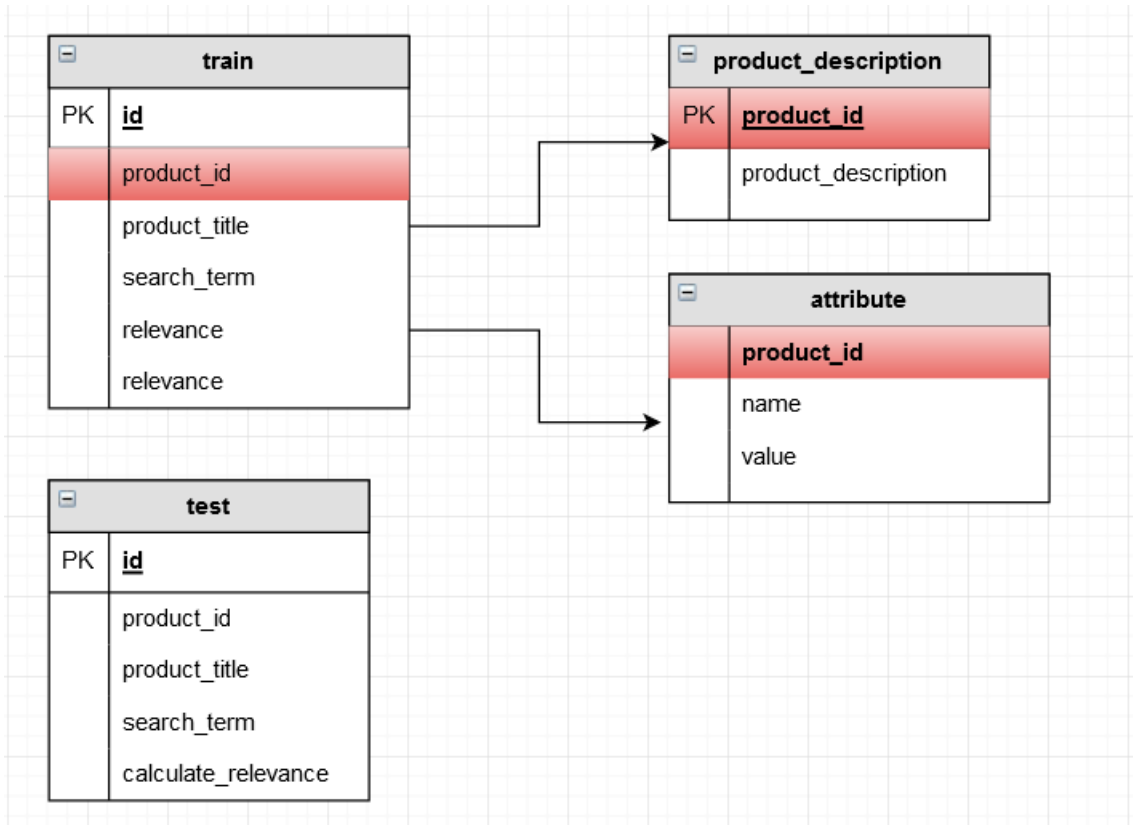 train
PK id
product_id
product_title
search_term
relevance
relevance
product_description
PK product_id
product_description
attribute
product_id
name
value
test
PK id
product_id
product_title
search_term
calculate_relevance